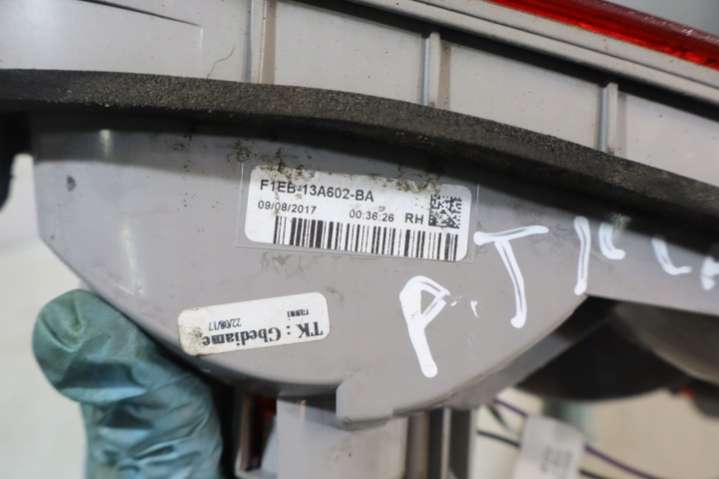 F1EB-13A602-BA
09/08/2017 00:36:26 RH
TK : Gbediame
22/08/17
P.J